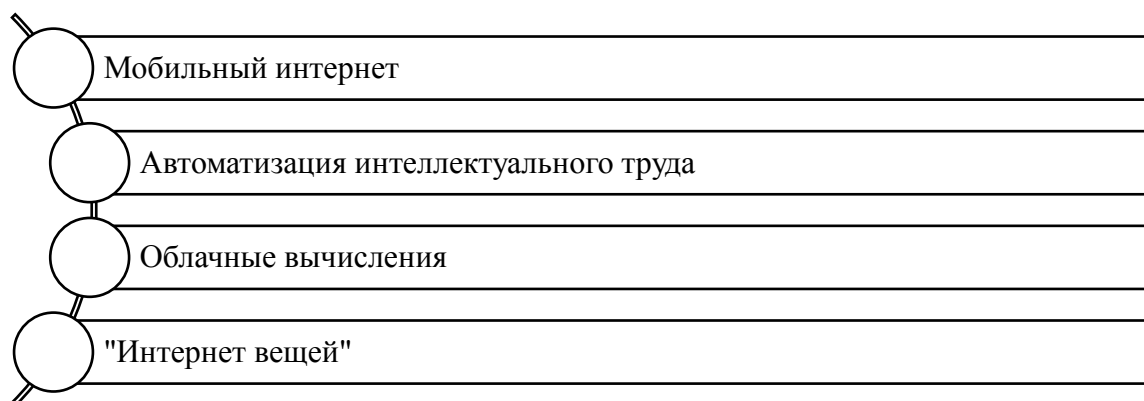 Мобильный интернет
Автоматизация интеллектуального труда
Облачные вычисления
"Интернет вещей"